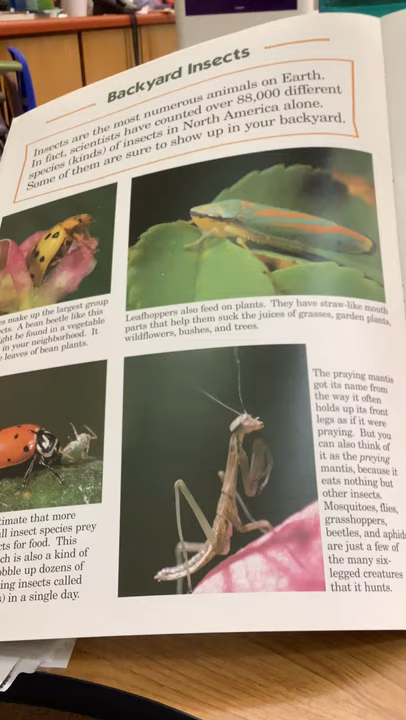 Backyard Insects
Insects are the most numerous animals on Earth.
In fact, scientists have counted over 88,000 different
species (kinds) of insects in North America alone.
Some of them are sure to show up in your backyard.
make up the largest group
A bean beetle like this
be found in a vegetable
in your neighborhood. It
leaves of bean plants.
Leafhoppers also feed on plants. They have straw-like mouth
parts that help them suck the juices of grasses, garden plants,
wildflowers, bushes, and trees.
that more
insect species prey
for food. This
is also a kind of
up dozens of
insects called
in a single day.
The praying mantis
got its name from
the way it often
holds up its front
legs as if it were
praying. But you
can also think of
it as the preying
mantis, because it
eats nothing but
other insects.
Mosquitoes, flies,
grasshoppers,
beetles, and aphids
are just a few of
the many six-
legged creatures
that it hunts.